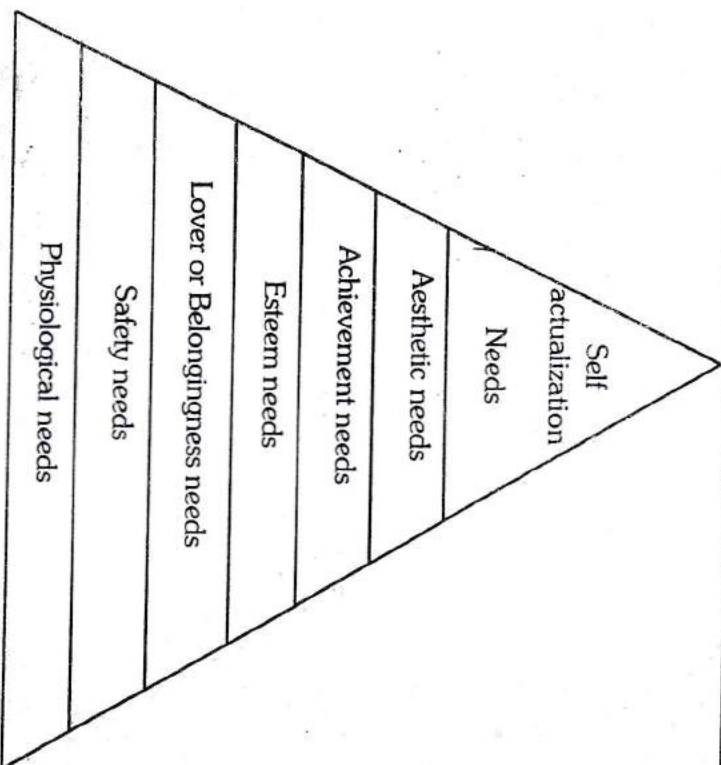 Self
actualization
Needs
Aesthetic needs
Achievement needs
Esteem needs
Lover or Belongingness needs
Safety needs
Physiological needs